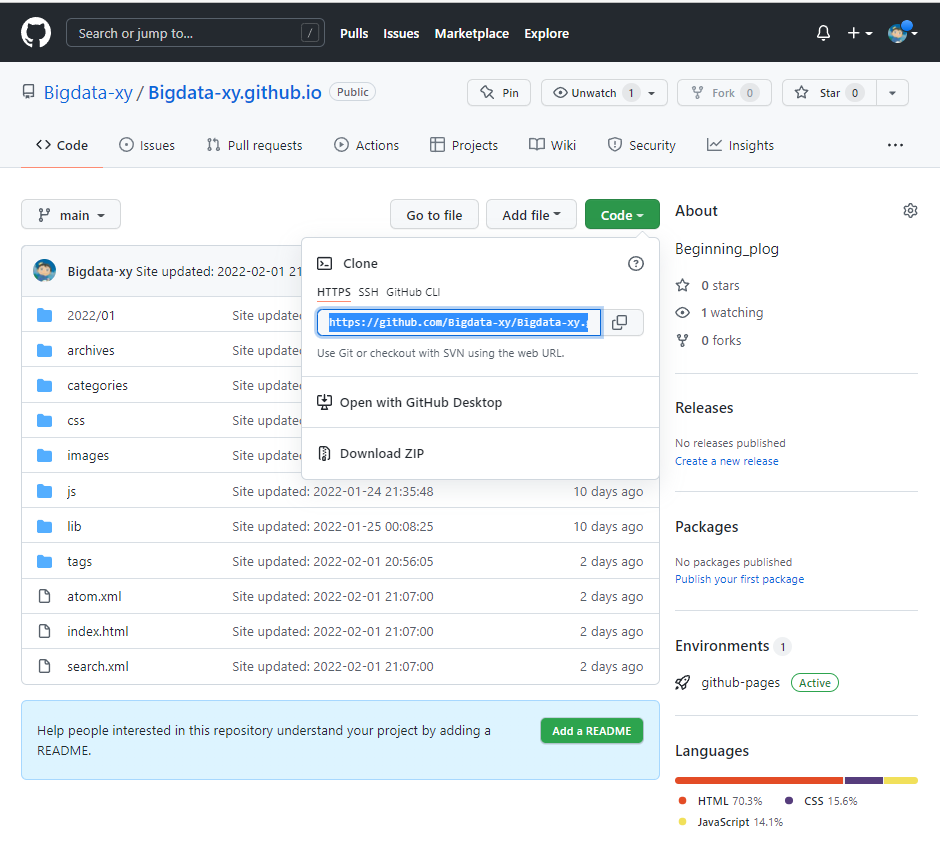 Search or jump to... / Pulls Issues Marketplace Explore
Bigdata-xy / Bigdata-xy.github.io Public Pin Unwatch 1 Fork 0 Star 0
Code Issues Pull requests Actions Projects Wiki Security Insights ...
main Go to file Add file Code
Bigdata-xy Site updated: 2022-02-01 21
Clone
HTTPS SSH GitHub CLI
https://github.com/Bigdata-xy/Bigdata-xy.g
Use Git or checkout with SVN using the web URL.
Open with GitHub Desktop
Download ZIP
2022/01 Site updated:
archives Site updated:
categories Site updated:
css Site updated:
images Site updated:
js Site updated: 2022-01-24 21:35:48 10 days ago
lib Site updated: 2022-01-25 00:08:25 10 days ago
tags Site updated: 2022-02-01 20:56:05 2 days ago
atom.xml Site updated: 2022-02-01 21:07:00 2 days ago
index.html Site updated: 2022-02-01 21:07:00 2 days ago
search.xml Site updated: 2022-02-01 21:07:00 2 days ago
Help people interested in this repository understand your project by adding a
README.
Add a README
About
Beginning_plog
0 stars
1 watching
0 forks
Releases
No releases published
Create a new release
Packages
No packages published
Publish your first package
Environments 1
github-pages Active
Languages
HTML 70.3% CSS 15.6%
JavaScript 14.1%